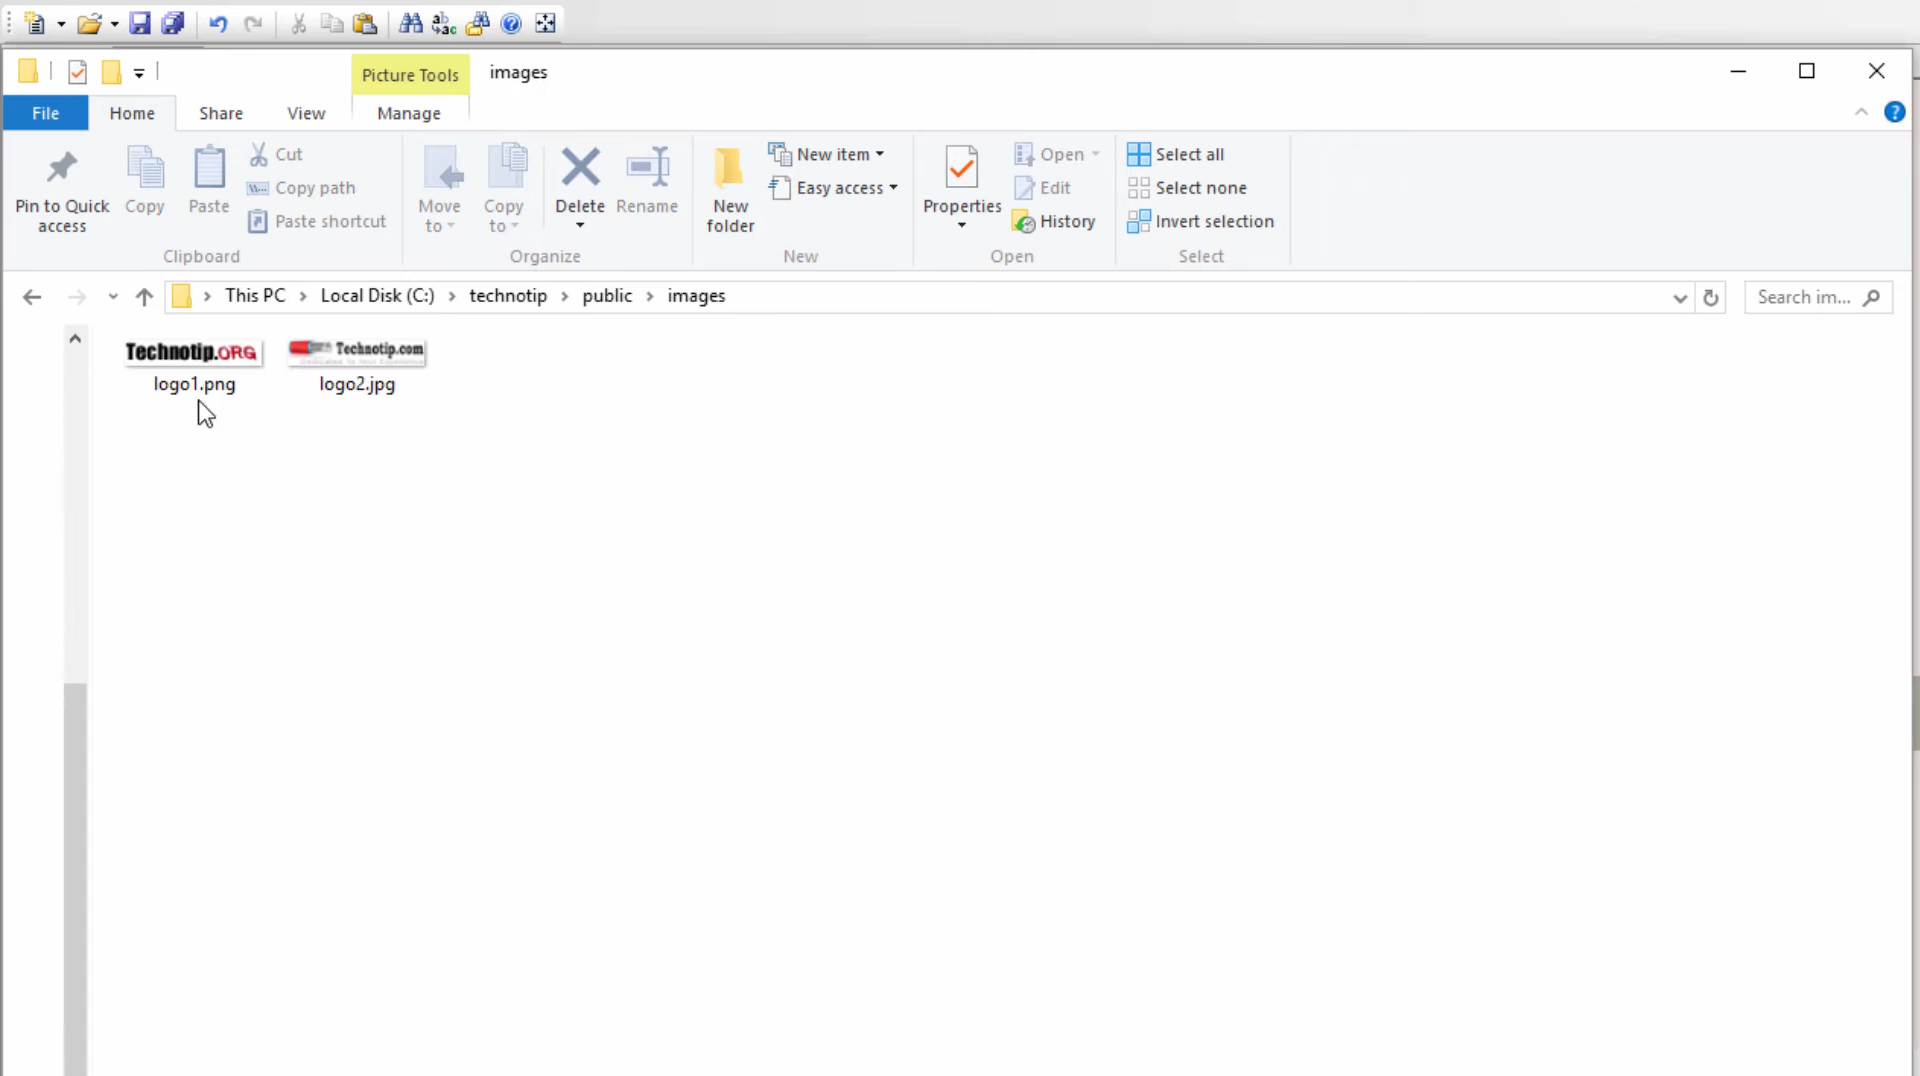 Picture Tools images
File Home Share View Manage
Pin to Quick access
Copy
Paste
Cut
Copy path
Paste shortcut
Clipboard
Move to
Copy to
Delete
Rename
Organize
New folder
New item
Easy access
New
Properties
Open
Edit
History
Open
Select all
Select none
Invert selection
Select
This PC Local Disk (C:) technotip public images
Search im...
Technotip.ORG
logo1.png
Technotip.com
logo2.jpg